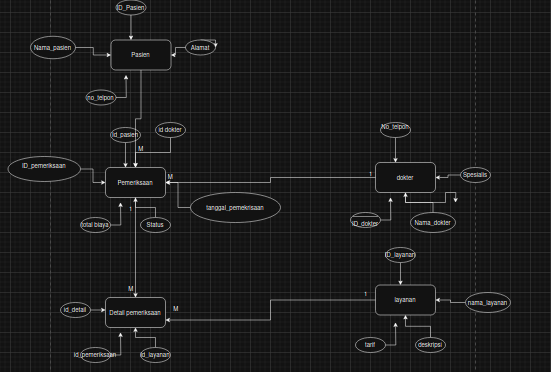 ID_Pasien
Nama_pasien
Pasien
Alamat
no_telpon
id_pasien
id dokter
No_telpon
M
ID_pemeriksaan
Pemeriksaan
M
1
dokter
Spesialis
tanggal_pemekrisaan
1
total biaya
Status
ID_dokter
Nama_dokter
ID_layanan
M
1
id_detail
Detail pemeriksaan
M
layanan
nama_layanan
id_pemeriksaan
id_layanan
tarif
deskripsi